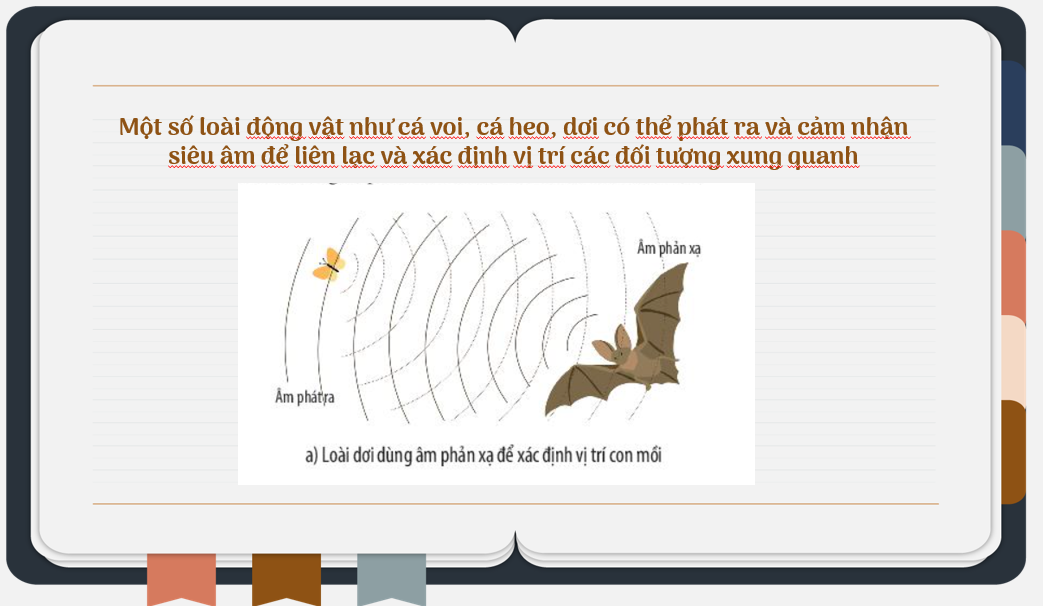 Một số loài động vật như cá voi, cá heo, dơi có thể phát ra và cảm nhận
siêu âm để liên lạc và xác định vị trí các đối tượng xung quanh
Âm phản xạ
Âm phát ra
a) Loài dơi dùng âm phản xạ để xác định vị trí con mồi